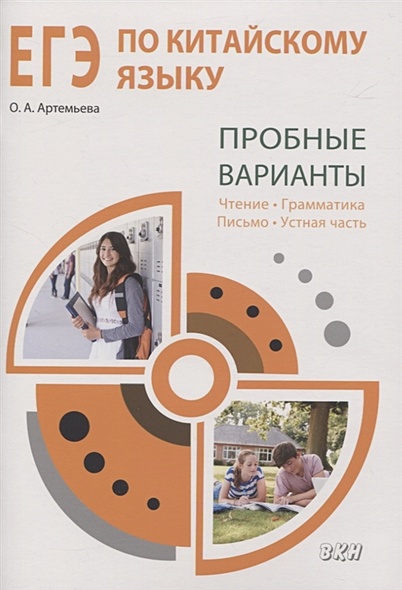 ЕГЭ ПО КИТАЙСКОМУ
ЯЗЫКУ
О. А. Артемьева
ПРОБНЫЕ
ВАРИАНТЫ
Чтение • Грамматика
Письмо • Устная часть
ВКН